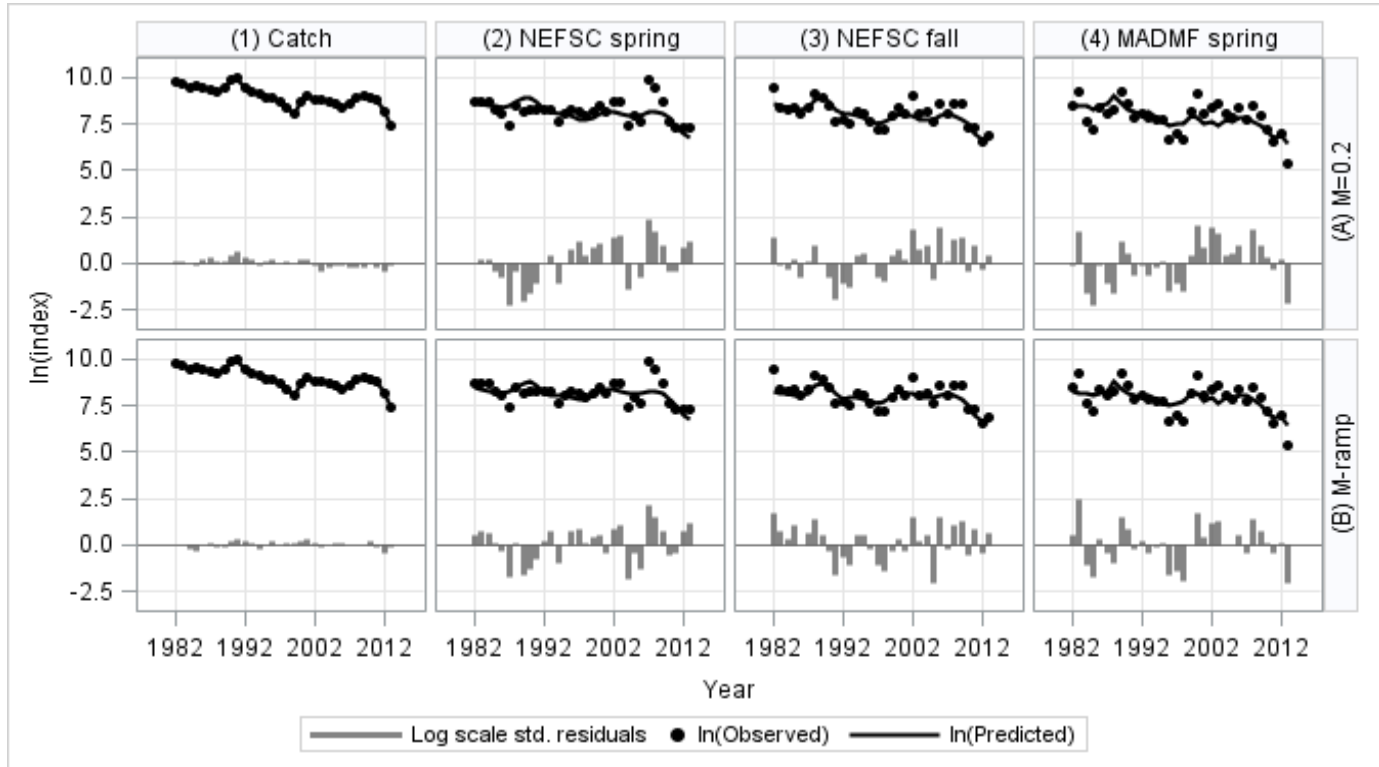 (1) Catch (2) NEFSC spring (3) NEFSC fall (4) MADMF spring
10.0
7.5
5.0
2.5
0.0
-2.5
(A) M=0.2
ln(index)
10.0
7.5
5.0
2.5
0.0
-2.5
(B) M-ramp
1982 1992 2002 2012 1982 1992 2002 2012 1982 1992 2002 2012 1982 1992 2002 2012
Year
Log scale std. residuals ln(Observed) ln(Predicted)